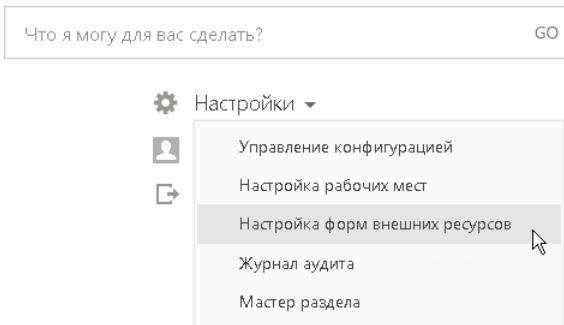 Что я могу для вас сделать?
GO
Настройки
Управление конфигурацией
Настройка рабочих мест
Настройка форм внешних ресурсов
Журнал аудита
Мастер раздела